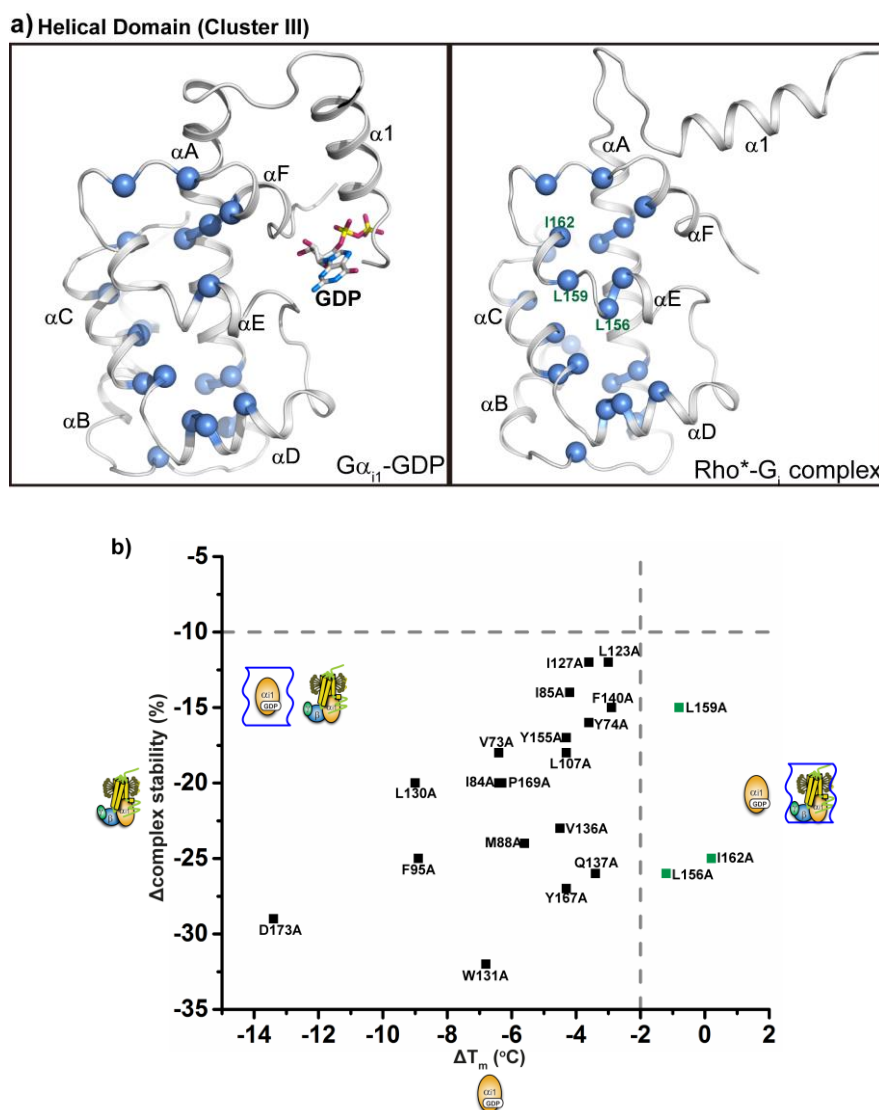 a) Helical Domain (Cluster III)
αA
αF
α1
GDP
αC
αE
αB
αD
Gαi1-GDP
αA
α1
I162
αF
L159
αE
αC
L156
αB
αD
Rho*-Gi complex
b)
Δcomplex stability (%)
-5
-10
-15
-20
-25
-30
-35
L123A
I127A
I85A
F140A
L159A
Y155A
Y74A
V73A
L107A
I84A
P169A
L130A
V136A
M88A
Q137A
I162A
F95A
L156A
Y167A
D173A
W131A
αi1
GDP
αi1
GDP
-14
-12
-10
-8
-6
-4
-2
0
2
ΔTm (°C)
αi1
GDP